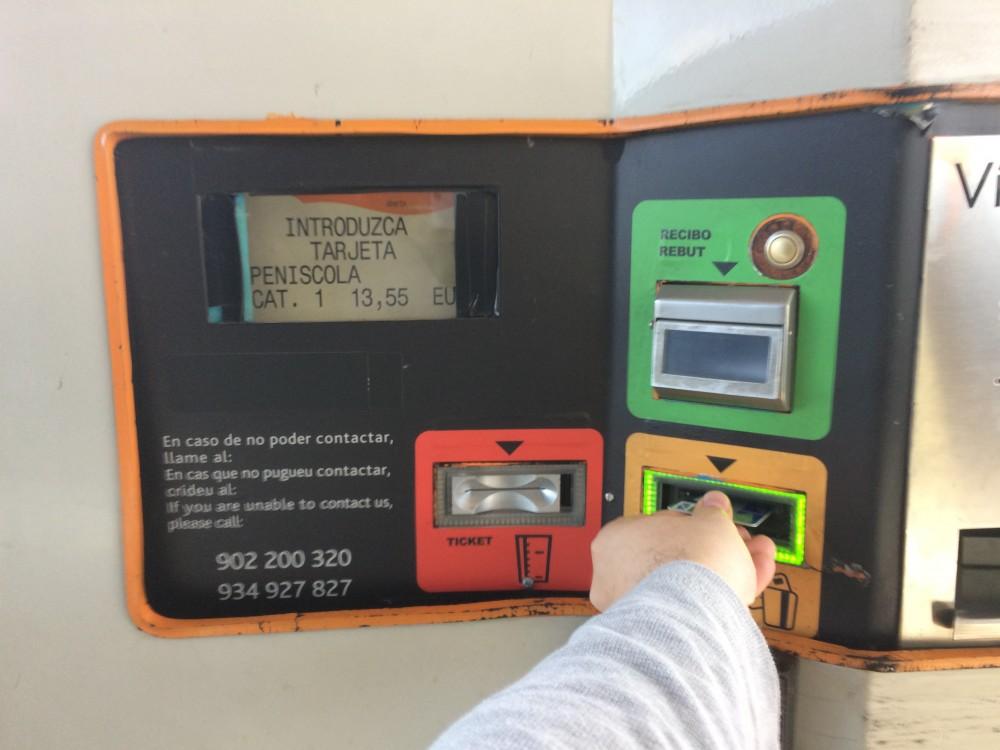 INTRODUZCA
TARJETA
PENISCOLA
CAT. 1 13,55 EU
RECIBO
REBUT
En caso de no poder contactar,
llame al:
En cas que no pugueu contactar,
crideu al:
If you are unable to contact us,
please call:
902 200 320
934 927 827
TICKET
Vi